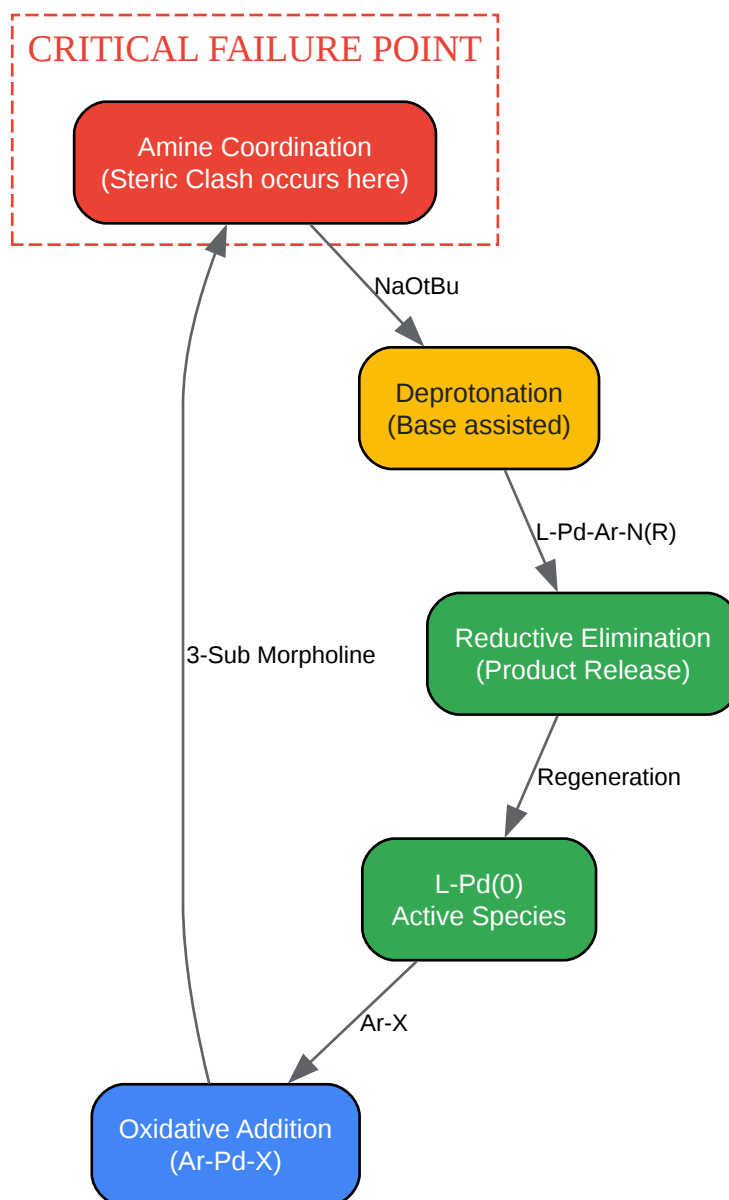 CRITICAL FAILURE POINT
Amine Coordination
(Steric Clash occurs here)
NaOtBu
Deprotonation
(Base assisted)
L-Pd-Ar-N(R)
Reductive Elimination
(Product Release)
3-Sub Morpholine
Regeneration
L-Pd(0)
Active Species
Ar-X
Oxidative Addition
(Ar-Pd-X)